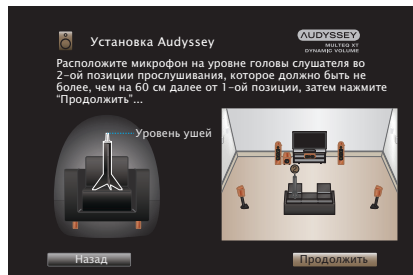 Установка Audyssey
AUDYSSEY
MULTEQ XT
DYNAMIC VOLUME
Расположите микрофон на уровне головы слушателя во
2-ой позиции прослушивания, которое должно быть не
более, чем на 60 см далее от 1-ой позиции, затем нажмите
"Продолжить"...
Уровень ушей
Назад
Продолжить